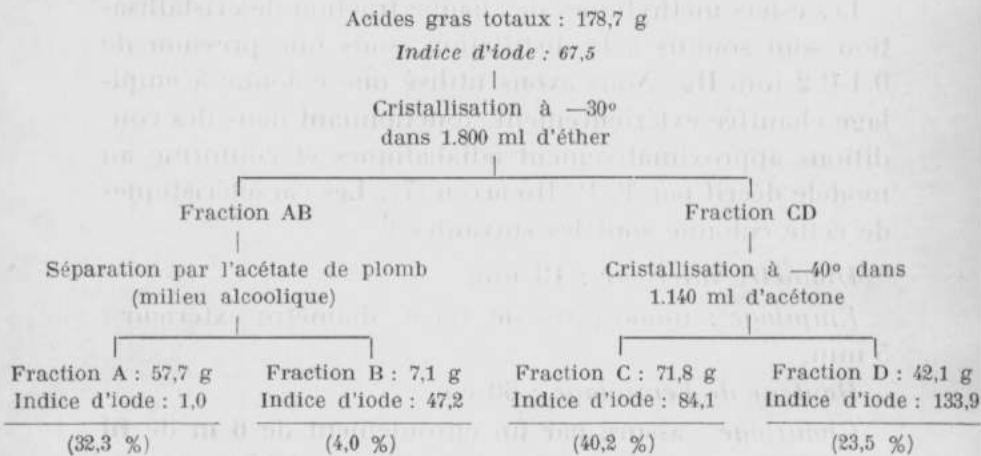 Acides gras totaux : 178,7 g
Indice d'iode : 67,5
Cristallisation à —30º
dans 1.800 ml d'éther
Fraction AB
Fraction CD
Séparation par l'acétate de plomb
(milieu alcoolique)
Cristallisation à —40º dans
1.140 ml d'acétone
Fraction A : 57,7 g
Indice d'iode : 1,0
(32,3 %)
Fraction B : 7,1 g
Indice d'iode : 47,2
(4,0 %)
Fraction C : 71,8 g
Indice d'iode : 84,1
(40,2 %)
Fraction D : 42,1 g
Indice d'iode : 133,9
(23,5 %)